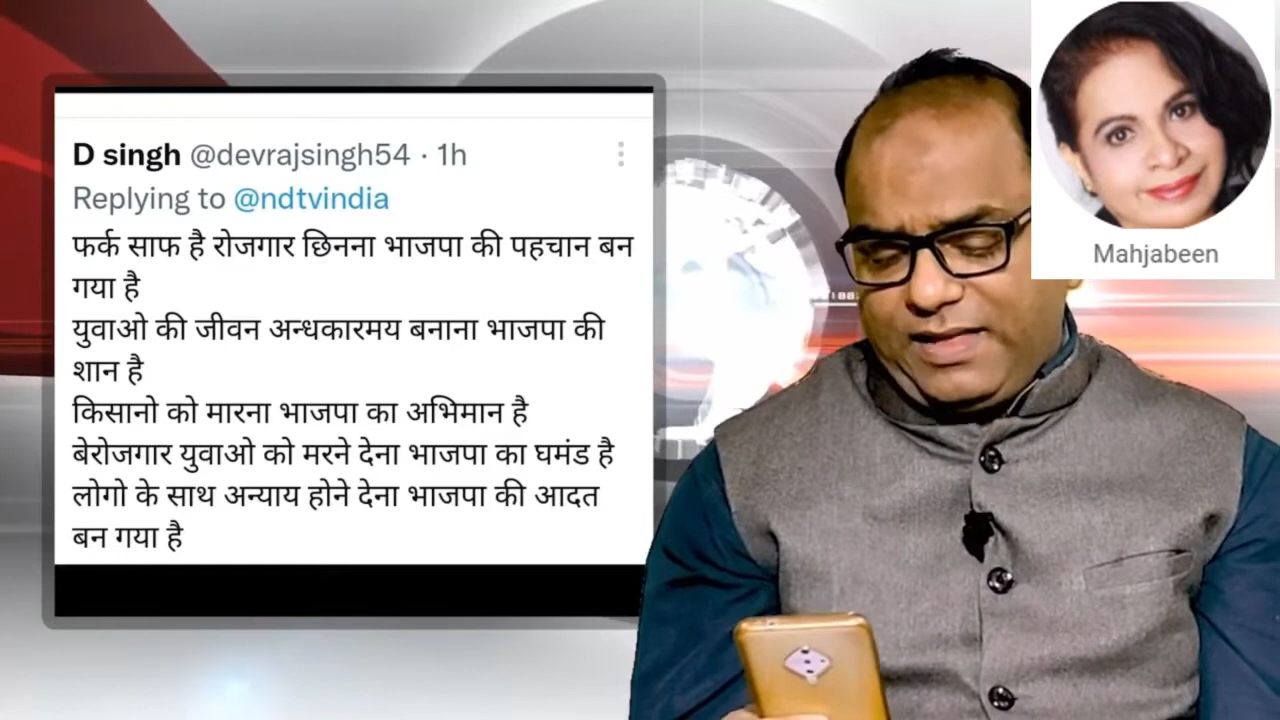 D singh @devrajsingh54 · 1h
Replying to @ndtvindia
फर्क साफ है रोजगार छिनना भाजपा की पहचान बन
गया है
युवाओ की जीवन अन्धकारमय बनाना भाजपा की
शान है
किसानो को मारना भाजपा का अभिमान है
बेरोजगार युवाओ को मरने देना भाजपा का घमंड है
लोगो के साथ अन्याय होने देना भाजपा की आदत
बन गया है
Mahjabeen